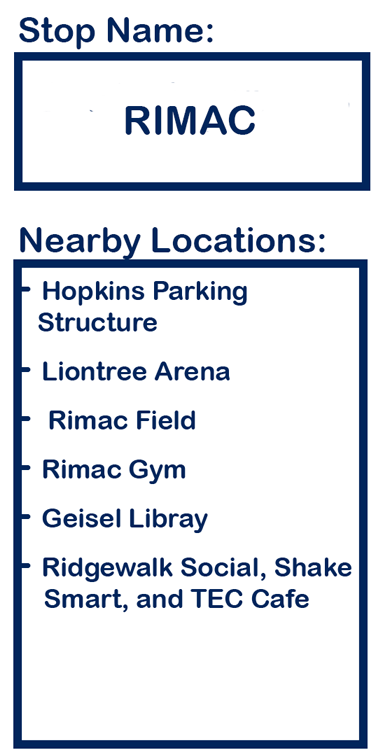 Stop Name:
RIMAC
Nearby Locations:
- Hopkins Parking
Structure
- Liontree Arena
- Rimac Field
- Rimac Gym
- Geisel Libray
- Ridgewalk Social, Shake
Smart, and TEC Cafe